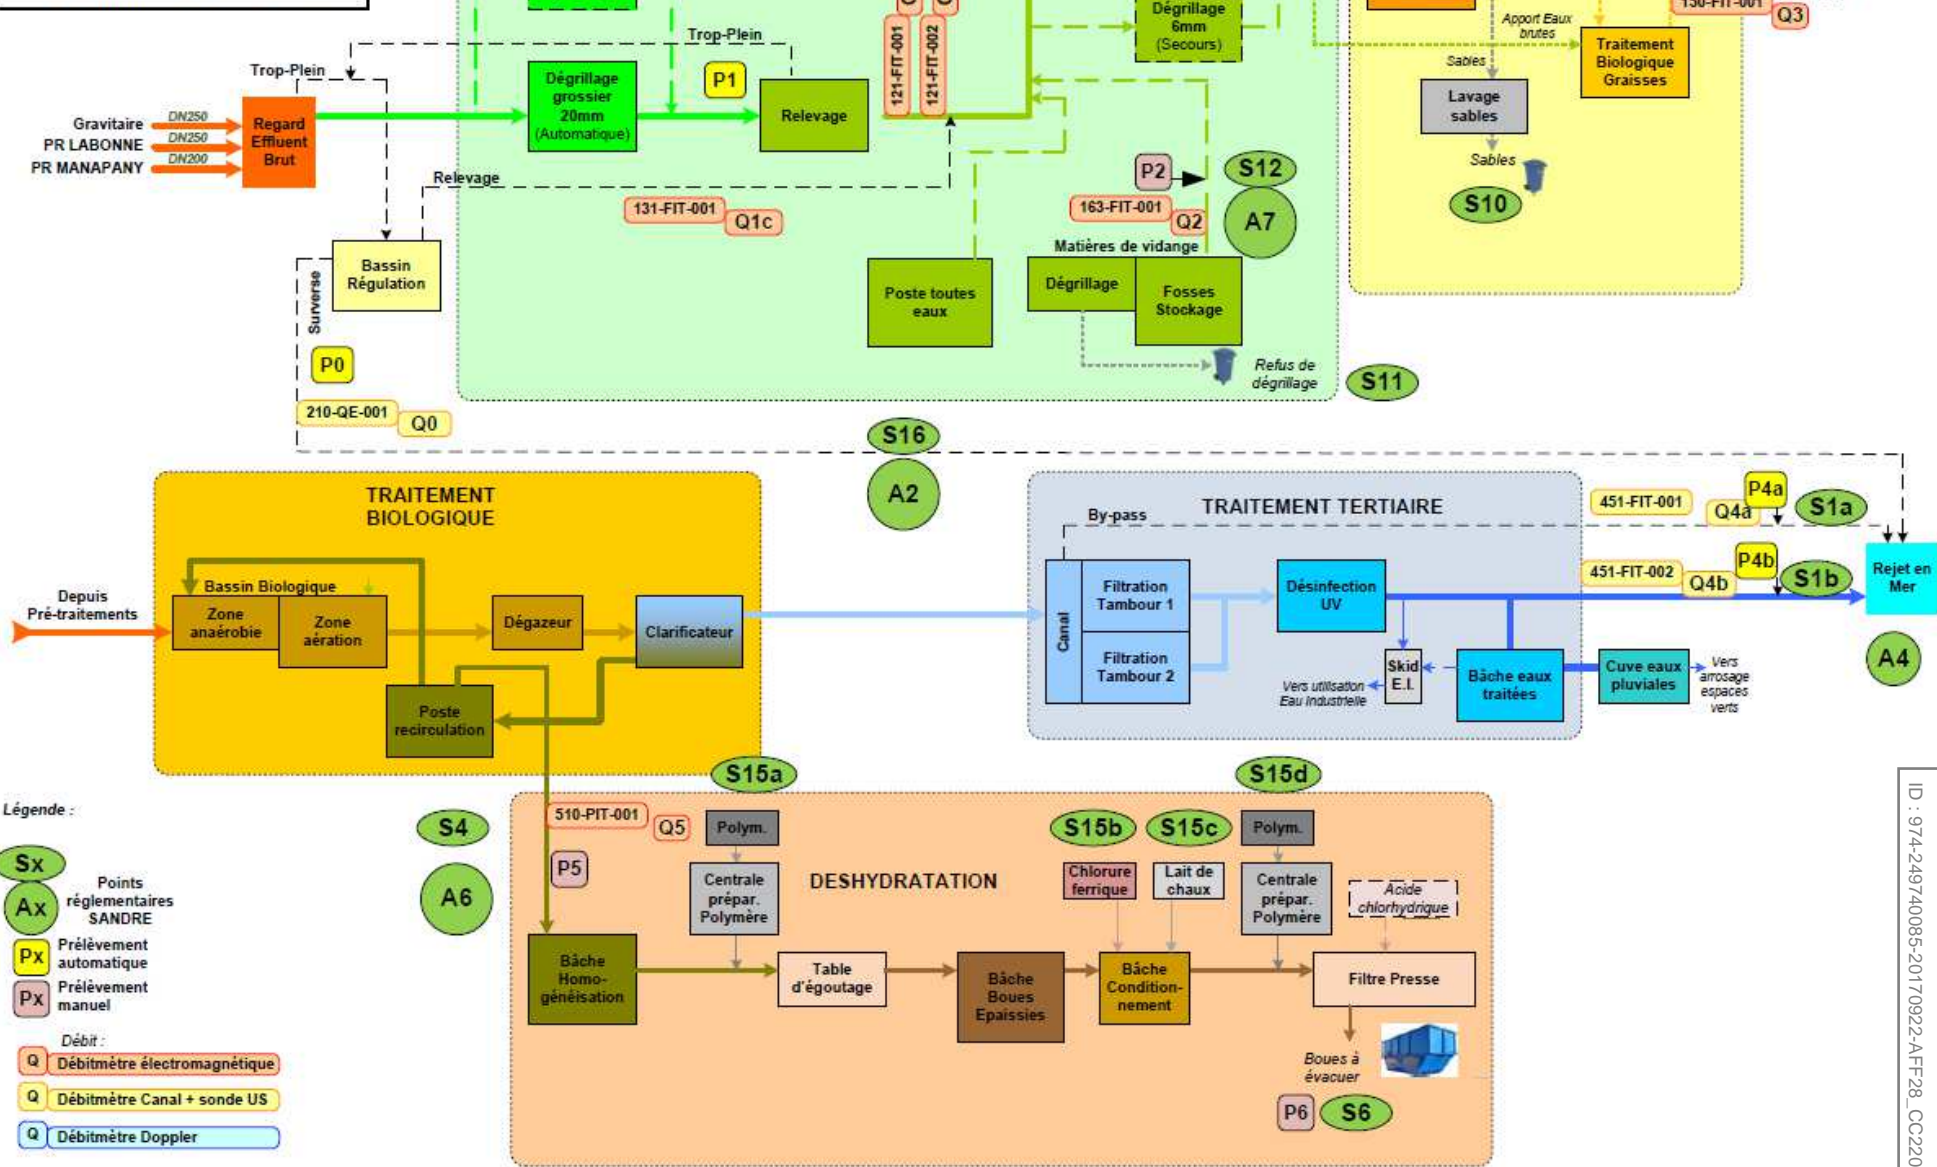 Dégrillage
6mm
(Secours)
Apport Eaux
brutes
130-FIT-001
Q3
Traitement
Biologique
Graisses
Sables
Lavage
sables
Sables
S10
Trop-Plein
Trop-Plein
P1
Dégrillage
grossier
20mm
(Automatique)
Relevage
121-FIT-001
121-FIT-002
Gravitaire
DN250
PR LABONNE
DN250
PR MANAPANY
DN200
Regard
Effluent
Brut
Relevage
131-FIT-001
Q1c
P2
S12
163-FIT-001
Q2
A7
Matières de vidange
Dégrillage
Fosses
Stockage
Poste toutes
eaux
Bassin
Régulation
Surverse
P0
210-QE-001
Q0
Refus de
dégrillage
S11
S16
A2
TRAITEMENT
BIOLOGIQUE
Depuis
Pré-traitements
Bassin Biologique
Zone
anaérobie
Zone
aération
Dégazeur
Clarificateur
Poste
recirculation
TRAITEMENT TERTIAIRE
By-pass
Canal
Filtration
Tambour 1
Filtration
Tambour 2
Désinfection
UV
451-FIT-001
Q4a
P4a
S1a
451-FIT-002
Q4b
P4b
S1b
Rejet en
Mer
A4
Skid
E.I.
Vers utilisation
Eau Industrielle
Bâche eaux
traitées
Cuve eaux
pluviales
Vers
arrosage
espaces
verts
S15a
S15d
S4
A6
510-PIT-001
Q5
P5
Polym.
Centrale
prépar.
Polymère
DESHYDRATATION
S15b
S15c
Chlorure
ferrique
Lait de
chaux
Polym.
Centrale
prépar.
Polymère
Acide
chlorhydrique
Bâche
Homo-
généisation
Table
d'égoutage
Bâche
Boues
Epaissies
Bâche
Condition-
nement
Filtre Presse
Boues à
évacuer
P6
S6
Légende :
Sx
Ax
Points
réglementaires
SANDRE
Px
Prélèvement
automatique
Px
Prélèvement
manuel
Débit :
Q
Débitmètre électromagnétique
Q
Débitmètre Canal + sonde US
Q
Débitmètre Doppler
ID : 974-249740085-20170922-AFF28_CC220